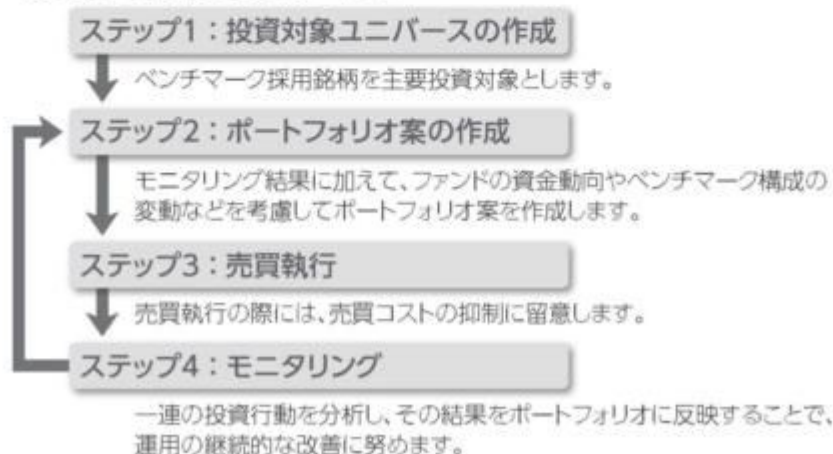 ステップ1：投資対象ユニバースの作成
ベンチマーク採用銘柄を主要投資対象とします。
ステップ2：ポートフォリオ案の作成
モニタリング結果に加えて、ファンドの資金動向やベンチマーク構成の
変動などを考慮してポートフォリオ案を作成します。
ステップ3：売買執行
売買執行の際には、売買コストの抑制に留意します。
ステップ4：モニタリング
一連の投資行動を分析し、その結果をポートフォリオに反映することで、
運用の継続的な改善に努めます。